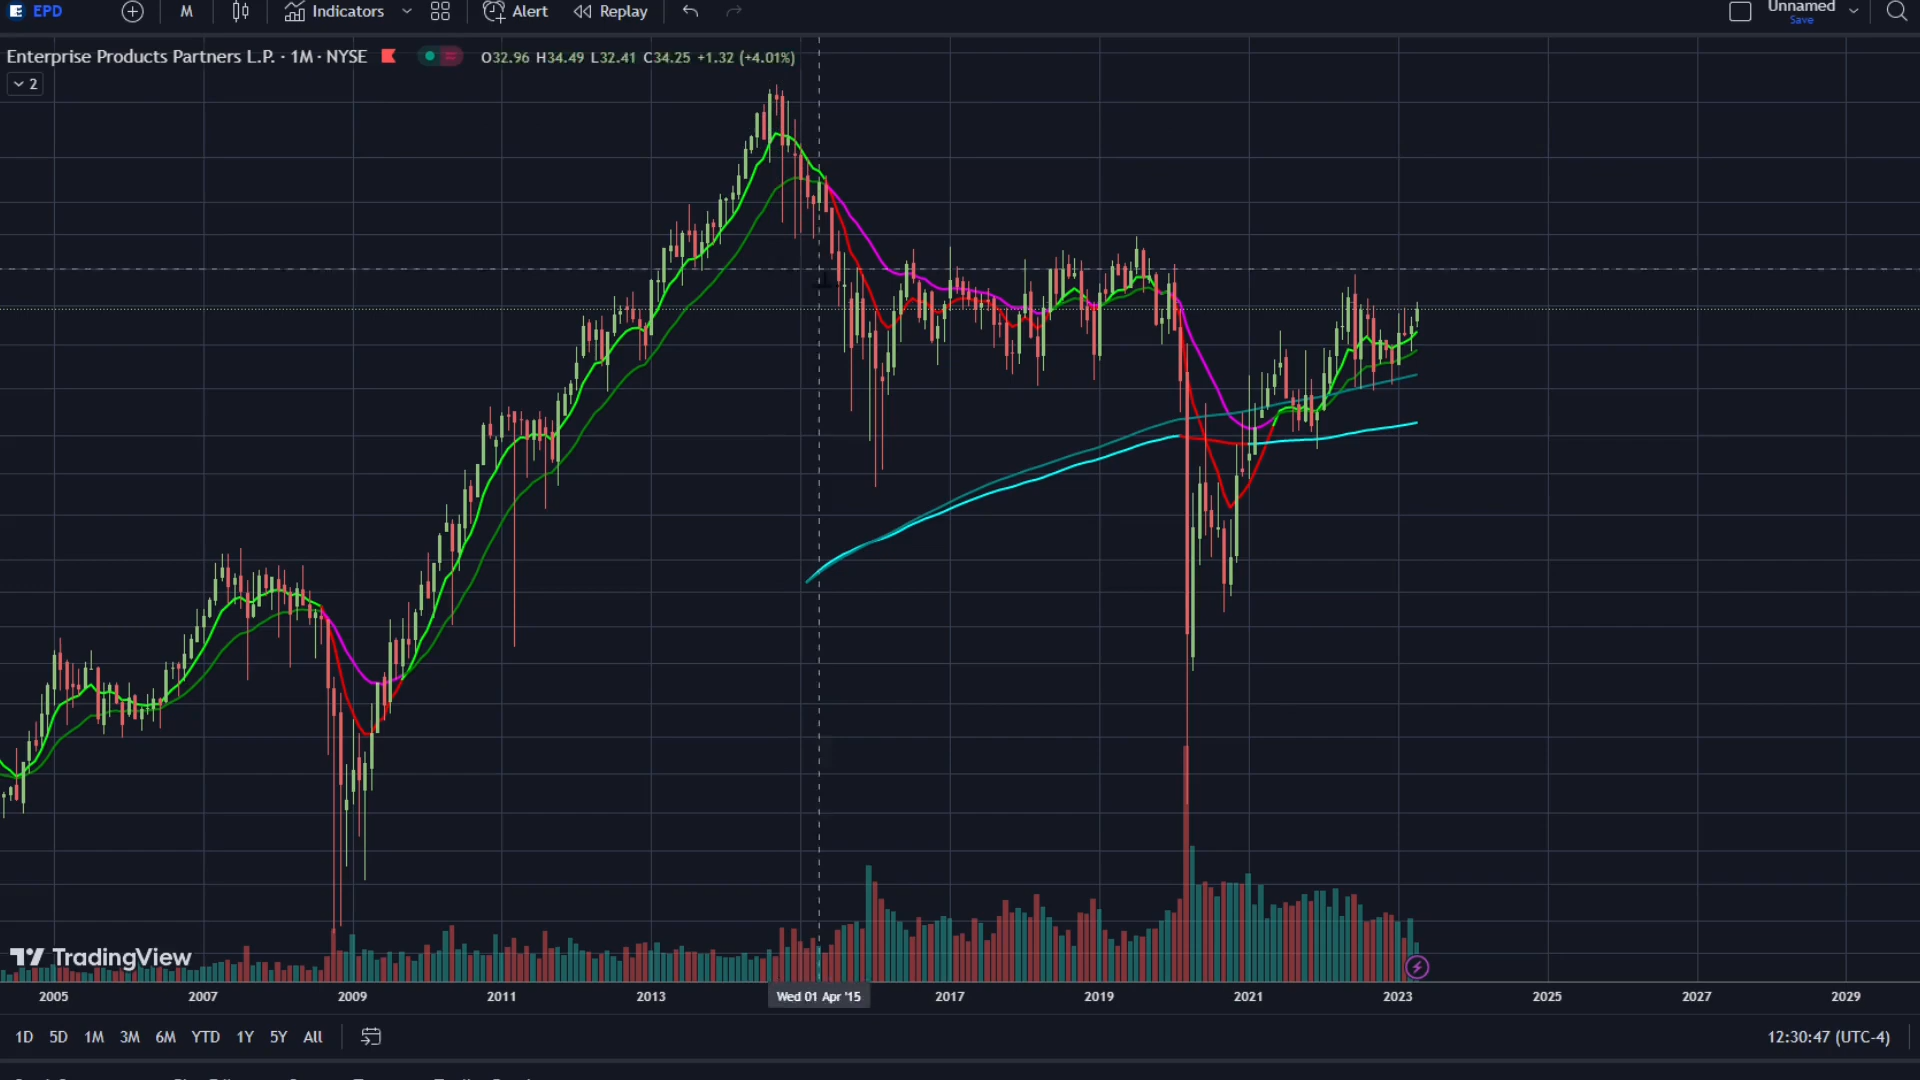 EPD M Indicators Alert Replay Unnamed
Save
Enterprise Products Partners L.P. · 1M · NYSE O32.96 H34.49 L32.41 C34.25 +1.32 (+4.01%)
2
TradingView
2005 2007 2009 2011 2013 Wed 01 Apr '15 2017 2019 2021 2023 2025 2027 2029
1D 5D 1M 3M 6M YTD 1Y 5Y All 12:30:47 (UTC-4)